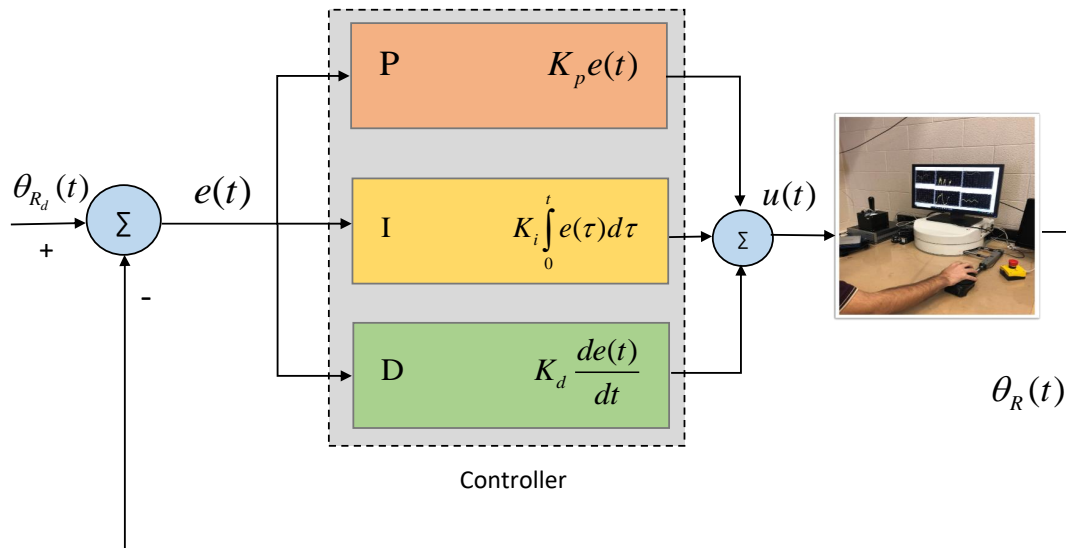 P K_p e(t)
θ_{R_d}(t)
+
-
Σ
e(t)
I K_i ∫_0^t e(τ)dτ
Σ
u(t)
D K_d de(t)/dt
θ_R(t)
Controller